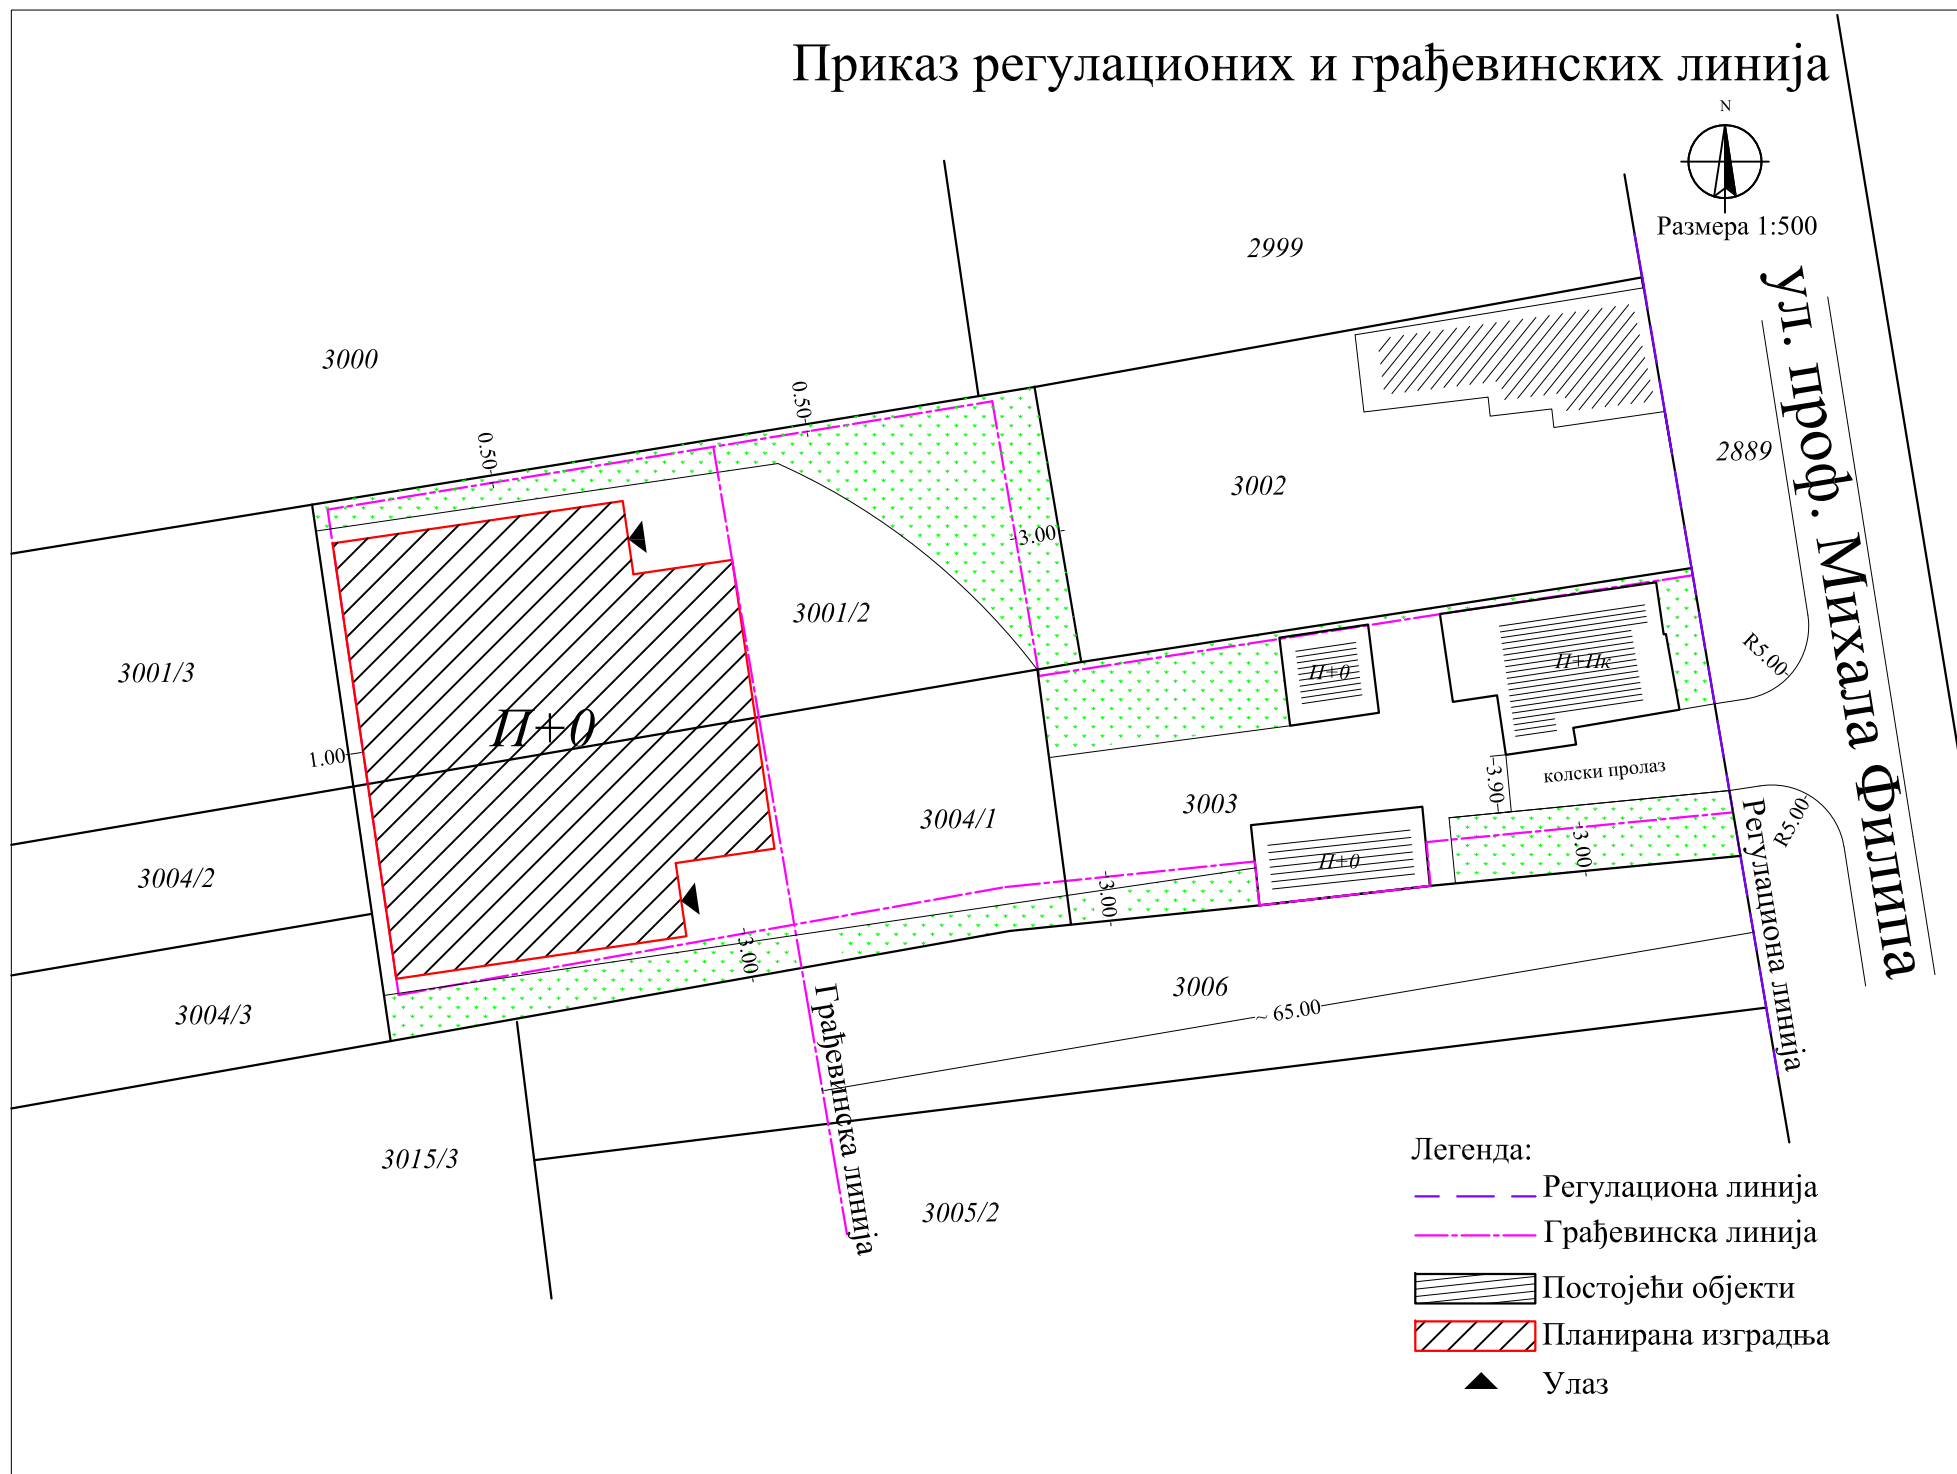 Приказ регулационих и грађевинских линија
N
Размера 1:500
2999
3000
0.50
0.50
ул. проф. Михала Филипа
2889
3002
3.00
3001/2
R5.00
3001/3
П+0
П+Пк
П+0
1.00
колски пролаз
3.90
3004/1
3003
R5.00
3.00
П+0
3004/2
3.00
3.00
3006
~ 65.00
3004/3
Регулациона линија
Грађевинска линија
3015/3
3005/2
Легенда:
Регулациона линија
Грађевинска линија
Постојећи објекти
Планирана изградња
Улаз